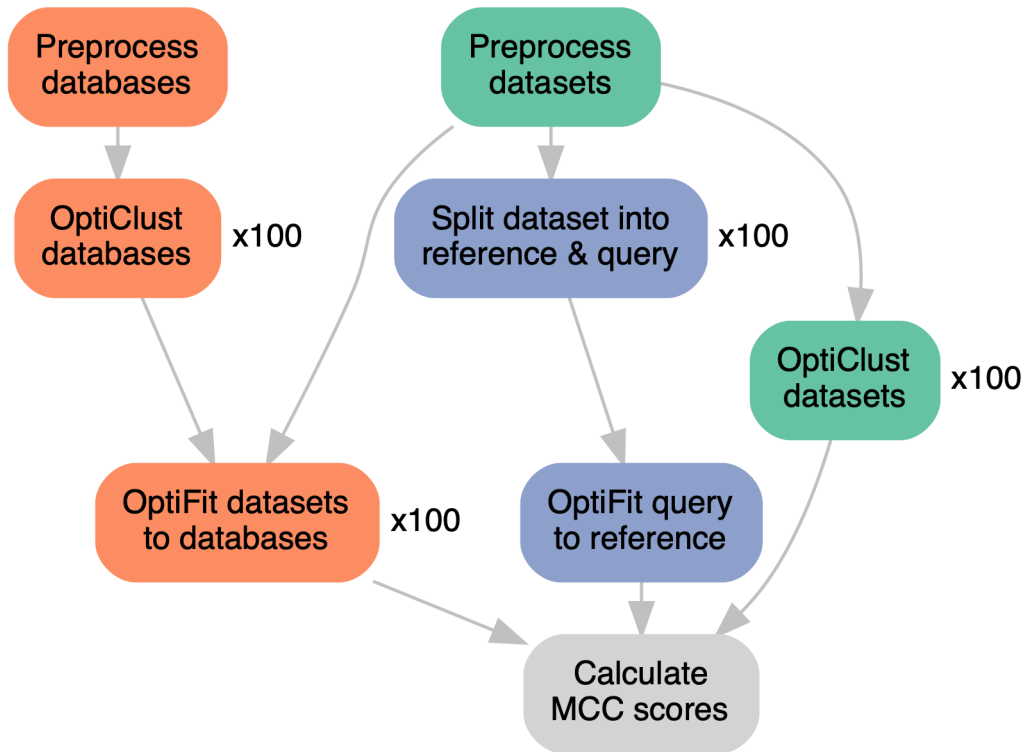 Preprocess
databases
Preprocess
datasets
OptiClust
databases
x100
Split dataset into
reference & query
x100
OptiClust
datasets
x100
OptiFit datasets
to databases
x100
OptiFit query
to reference
Calculate
MCC scores